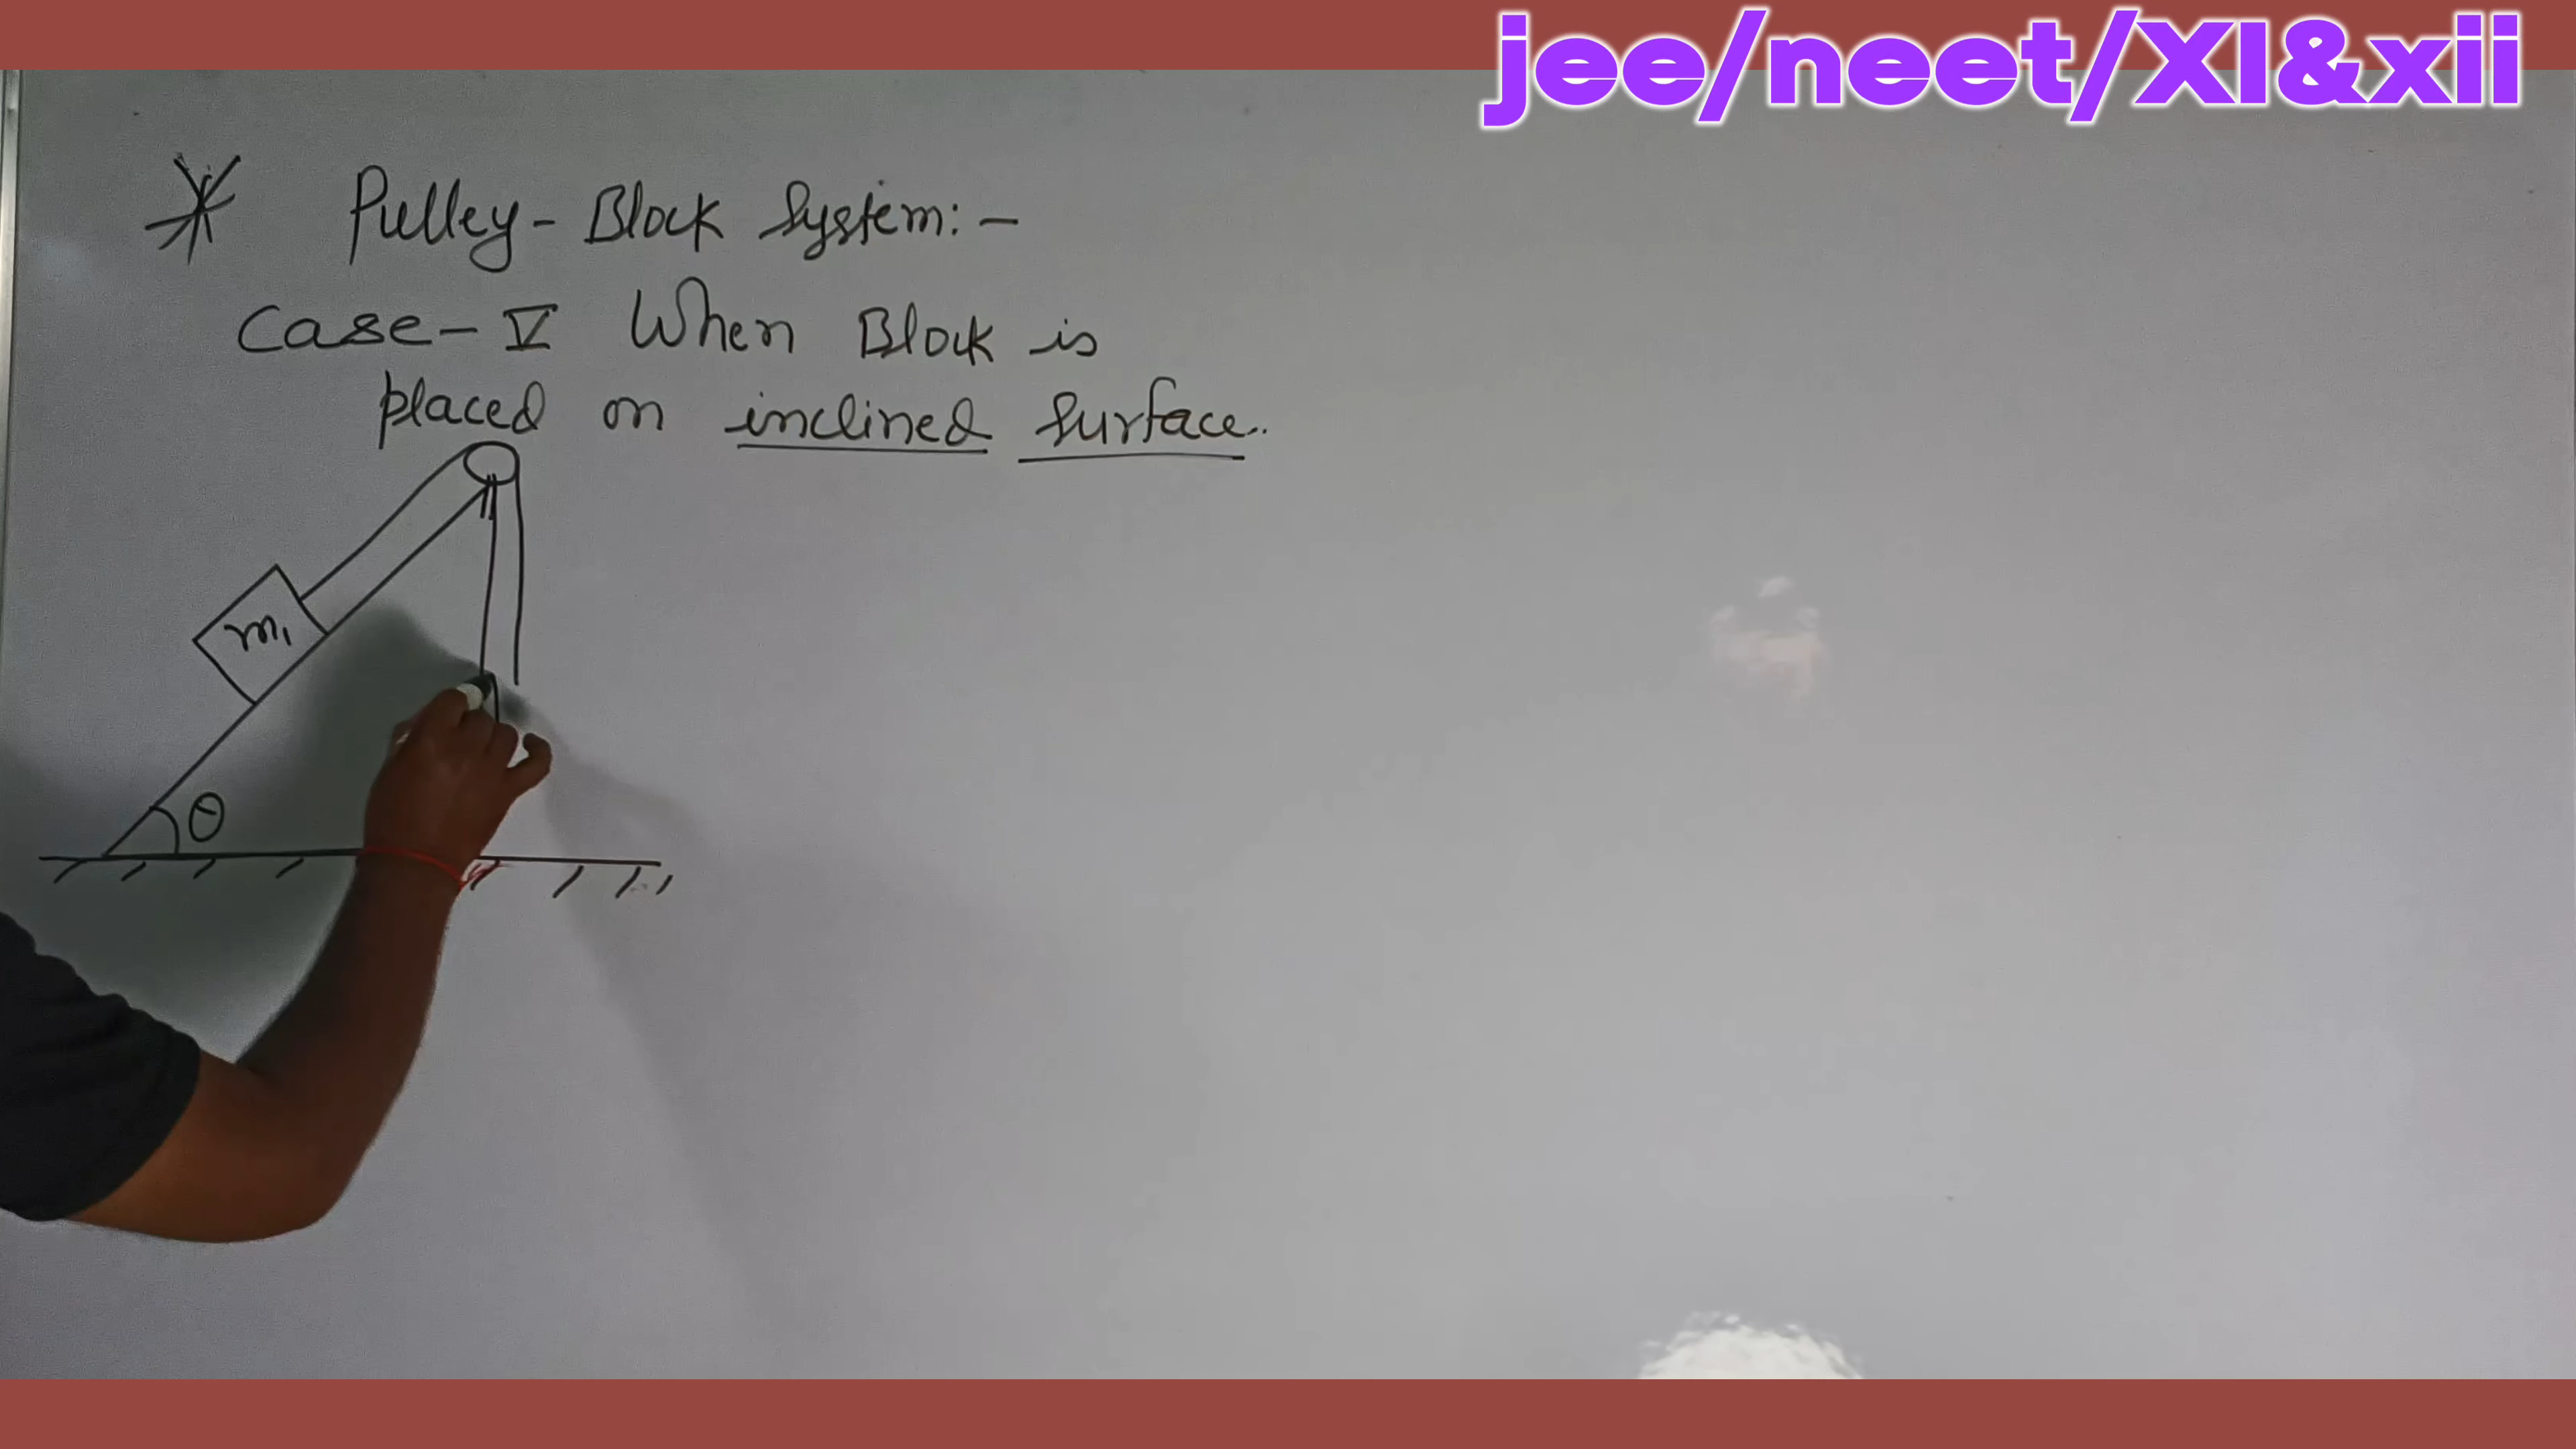 jee/neet/XI&xii
Pulley-Block System:-
Case-V When Block is
placed on inclined surface..
m₁
θ